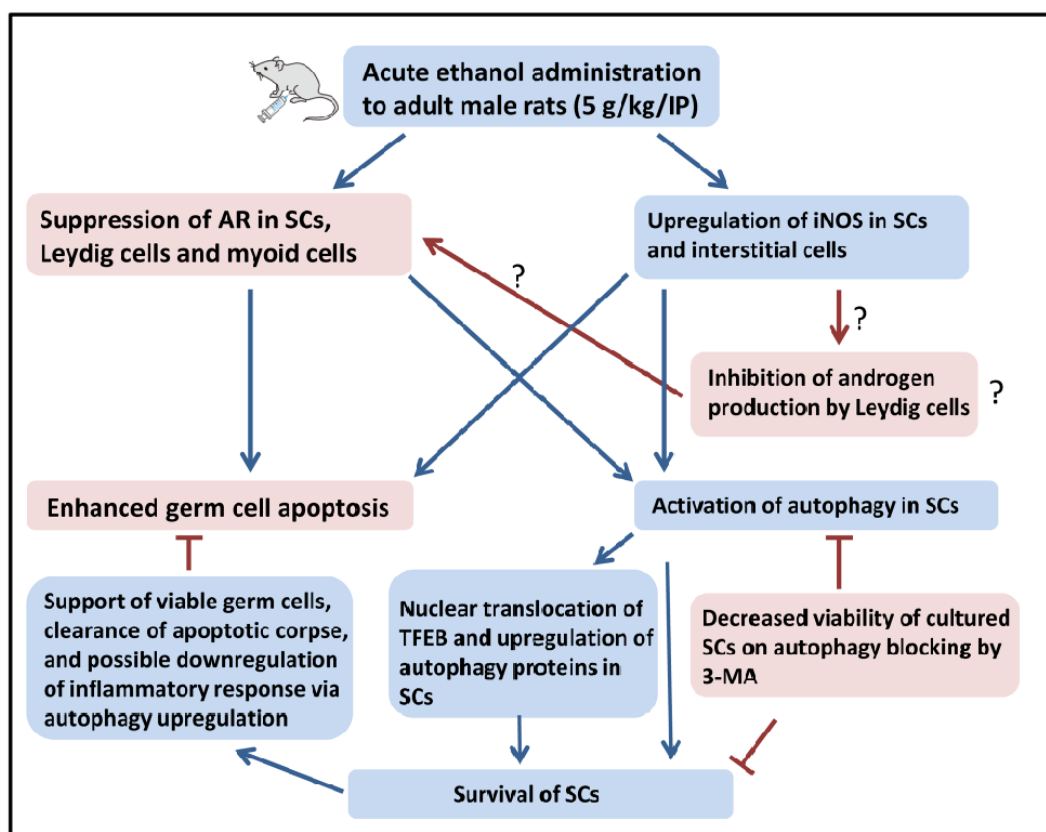 Acute ethanol administration
to adult male rats (5 g/kg/IP)
Suppression of AR in SCs,
Leydig cells and myoid cells
Upregulation of iNOS in SCs
and interstitial cells
?
?
Inhibition of androgen
production by Leydig cells
?
Enhanced germ cell apoptosis
Activation of autophagy in SCs
Support of viable germ cells,
clearance of apoptotic corpse,
and possible downregulation
of inflammatory response via
autophagy upregulation
Nuclear translocation of
TFEB and upregulation of
autophagy proteins in
SCs
Decreased viability of cultured
SCs on autophagy blocking by
3-MA
Survival of SCs